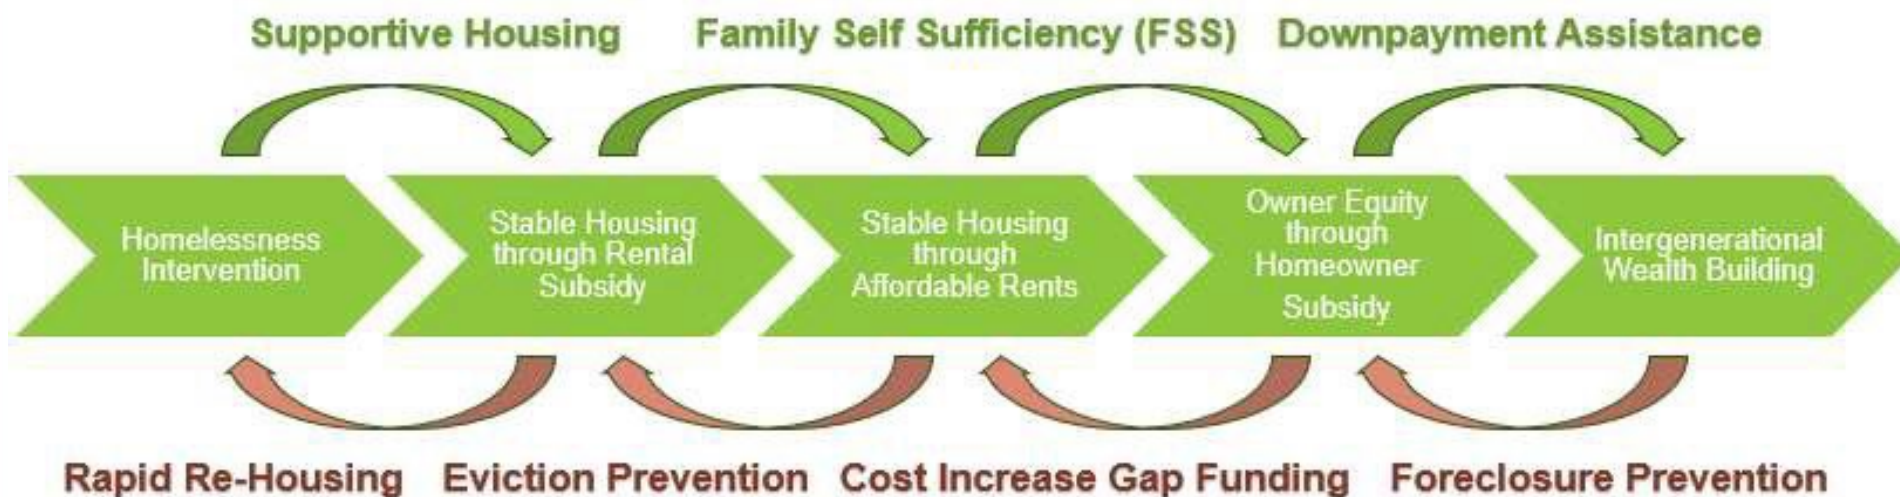 Supportive Housing Family Self Sufficiency (FSS) Downpayment Assistance
Homelessness
Intervention
Stable Housing
through Rental
Subsidy
Stable Housing
through
Affordable Rents
Owner Equity
through
Homeowner
Subsidy
Intergenerational
Wealth Building
Rapid Re-Housing Eviction Prevention Cost Increase Gap Funding Foreclosure Prevention